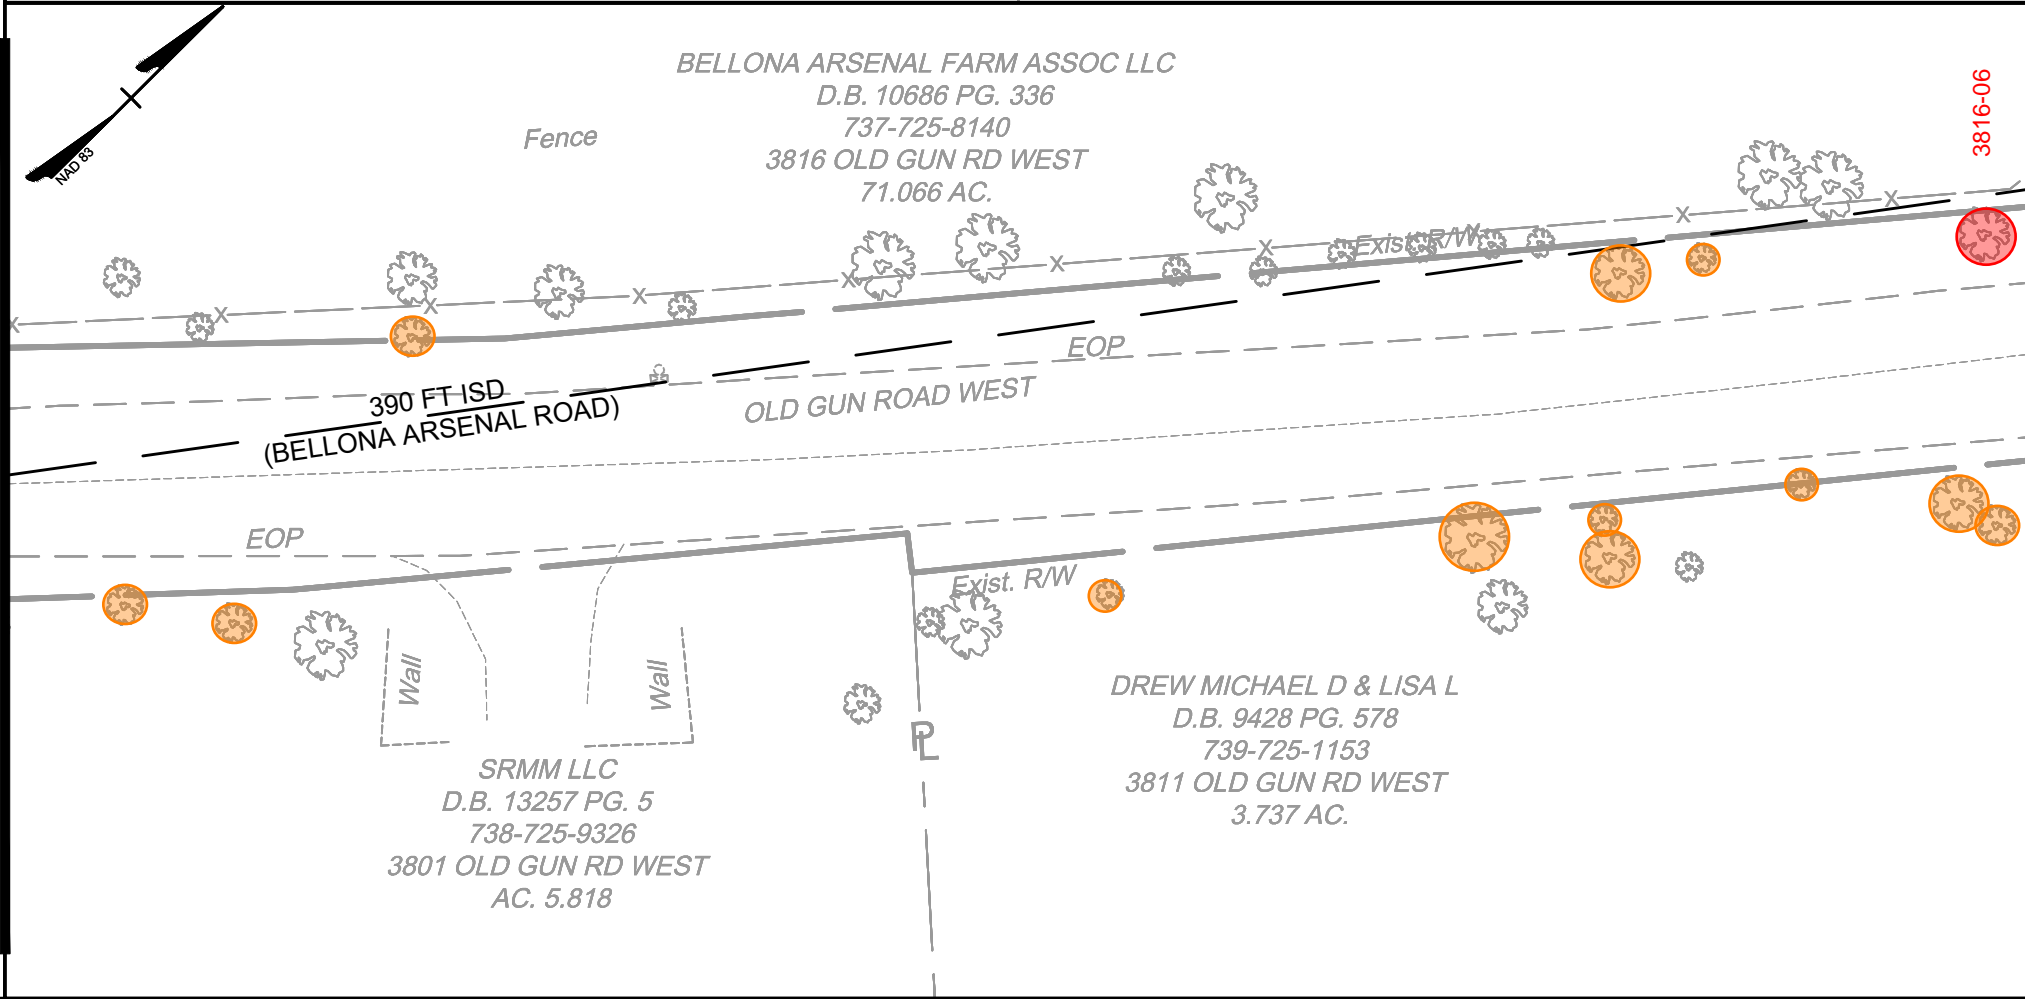 NAD 83
BELLONA ARSENAL FARM ASSOC LLC
D.B. 10686 PG. 336
737-725-8140
3816 OLD GUN RD WEST
71.066 AC.
Fence
3816-06
Exist. R/W
EOP
390 FT ISD
(BELLONA ARSENAL ROAD)
OLD GUN ROAD WEST
EOP
Exist. R/W
Wall
Wall
PL
SRMM LLC
D.B. 13257 PG. 5
738-725-9326
3801 OLD GUN RD WEST
AC. 5.818
DREW MICHAEL D & LISA L
D.B. 9428 PG. 578
739-725-1153
3811 OLD GUN RD WEST
3.737 AC.